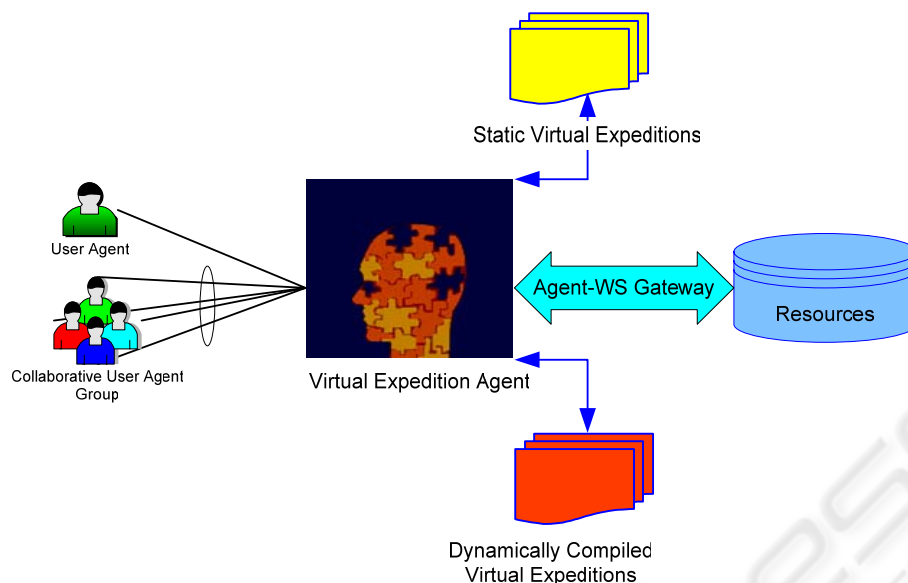 Static Virtual Expeditions
User Agent
Agent-WS Gateway
Resources
Collaborative User Agent
Group
Virtual Expedition Agent
Dynamically Compiled
Virtual Expeditions